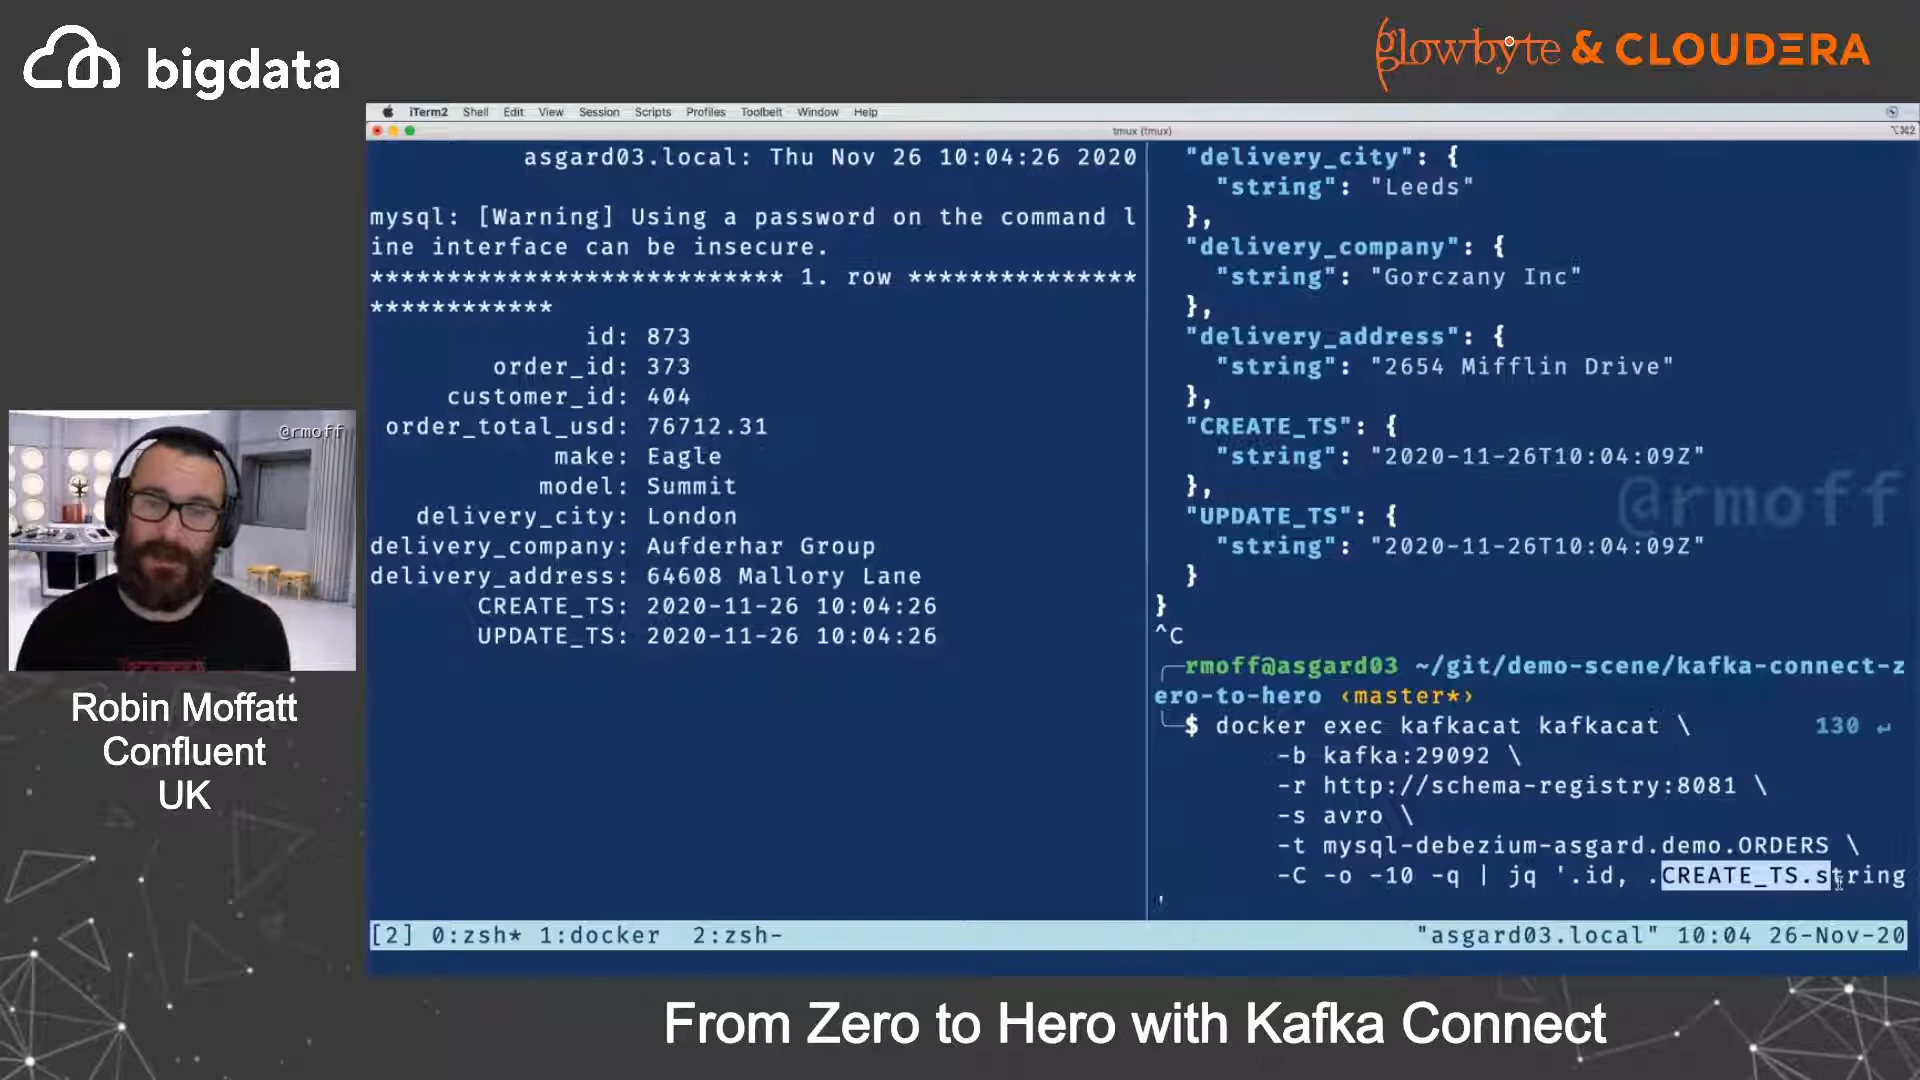 bigdata
glowbyte & CLOUDERA
iTerm2 Shell Edit View Session Scripts Profiles Toolbelt Window Help
tmux (tmux)
⌥⌘2
asgard03.local: Thu Nov 26 10:04:26 2020
mysql: [Warning] Using a password on the command l
ine interface can be insecure.
*************************** 1. row ***************
************
id: 873
order_id: 373
customer_id: 404
order_total_usd: 76712.31
make: Eagle
model: Summit
delivery_city: London
delivery_company: Aufderhar Group
delivery_address: 64608 Mallory Lane
CREATE_TS: 2020-11-26 10:04:26
UPDATE_TS: 2020-11-26 10:04:26
"delivery_city": {
"string": "Leeds"
},
"delivery_company": {
"string": "Gorczany Inc"
},
"delivery_address": {
"string": "2654 Mifflin Drive"
},
"CREATE_TS": {
"string": "2020-11-26T10:04:09Z"
},
"UPDATE_TS": {
"string": "2020-11-26T10:04:09Z"
}
}
^C
rmoff@asgard03 ~/git/demo-scene/kafka-connect-z
ero-to-hero ‹master*›
$ docker exec kafkacat kafkacat \ 130 ↵
-b kafka:29092 \
-r http://schema-registry:8081 \
-s avro \
-t mysql-debezium-asgard.demo.ORDERS \
-C -o -10 -q | jq '.id, .CREATE_TS.string
'
[2] 0:zsh* 1:docker 2:zsh- "asgard03.local" 10:04 26-Nov-20
@rmoff
@rmoff
Robin Moffatt
Confluent
UK
From Zero to Hero with Kafka Connect